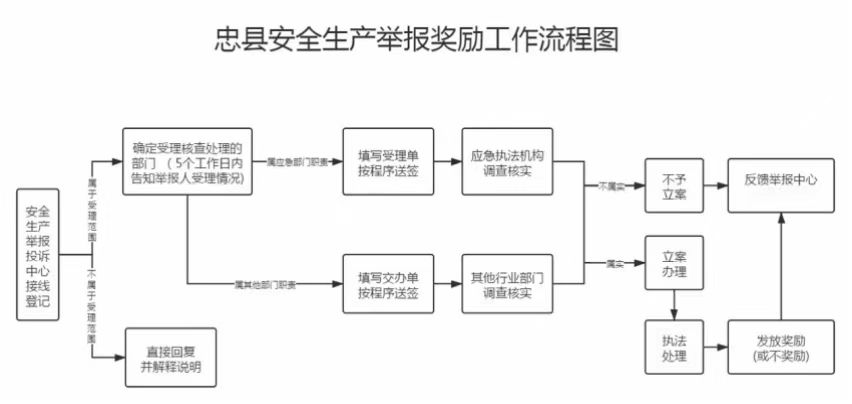 忠县安全生产举报奖励工作流程图
安全
生产
举报
投诉
中心
接线
登记
属于受理范围
不属于受理范围
确定受理核查处理的
部门 （5个工作日内
告知举报人受理情况)
直接回复
并解释说明
属应急部门职责
属其他部门职责
填写受理单
按程序送签
应急执法机构
调查核实
填写交办单
按程序送签
其他行业部门
调查核实
不属实
属实
不予
立案
反馈举报中心
立案
办理
执法
处理
发放奖励
(或不奖励)